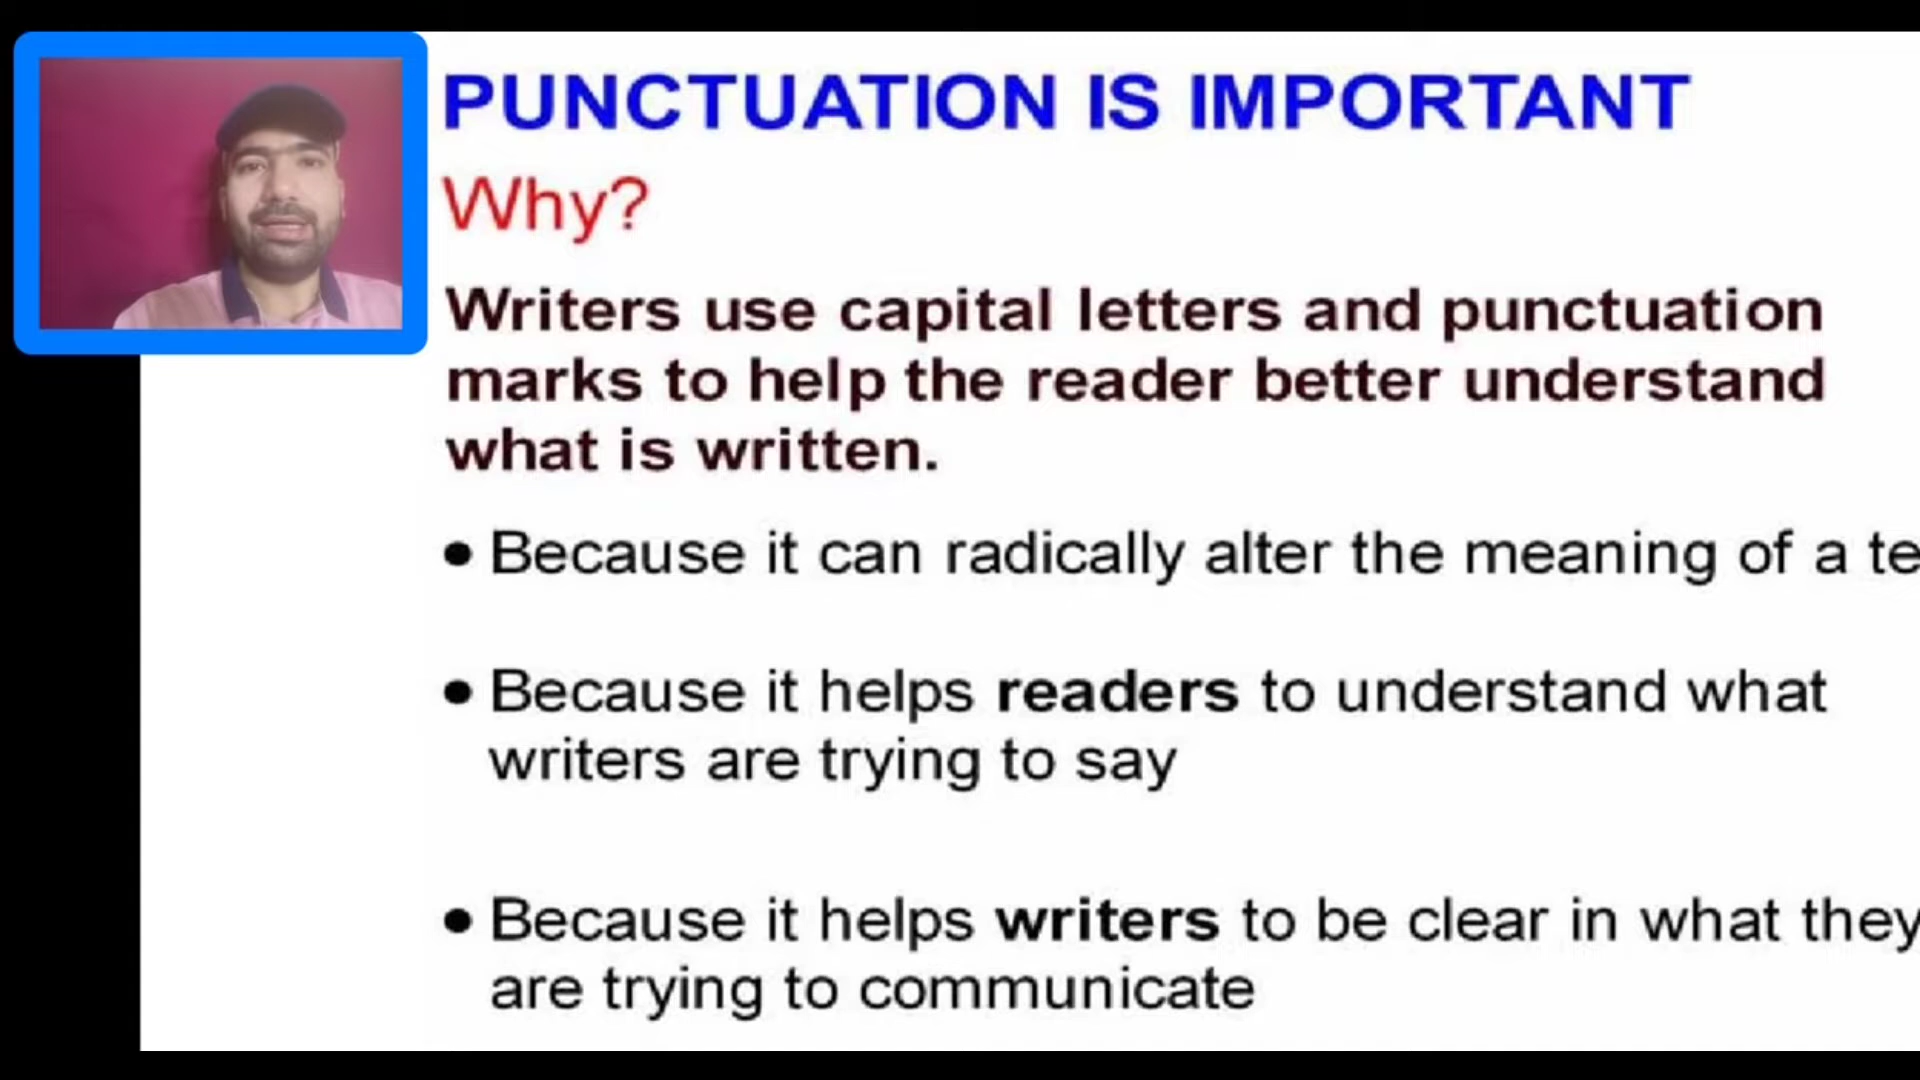 PUNCTUATION IS IMPORTANT
Why?
Writers use capital letters and punctuation
marks to help the reader better understand
what is written.
• Because it can radically alter the meaning of a
• Because it helps readers to understand what
writers are trying to say
• Because it helps writers to be clear in what they
are trying to communicate